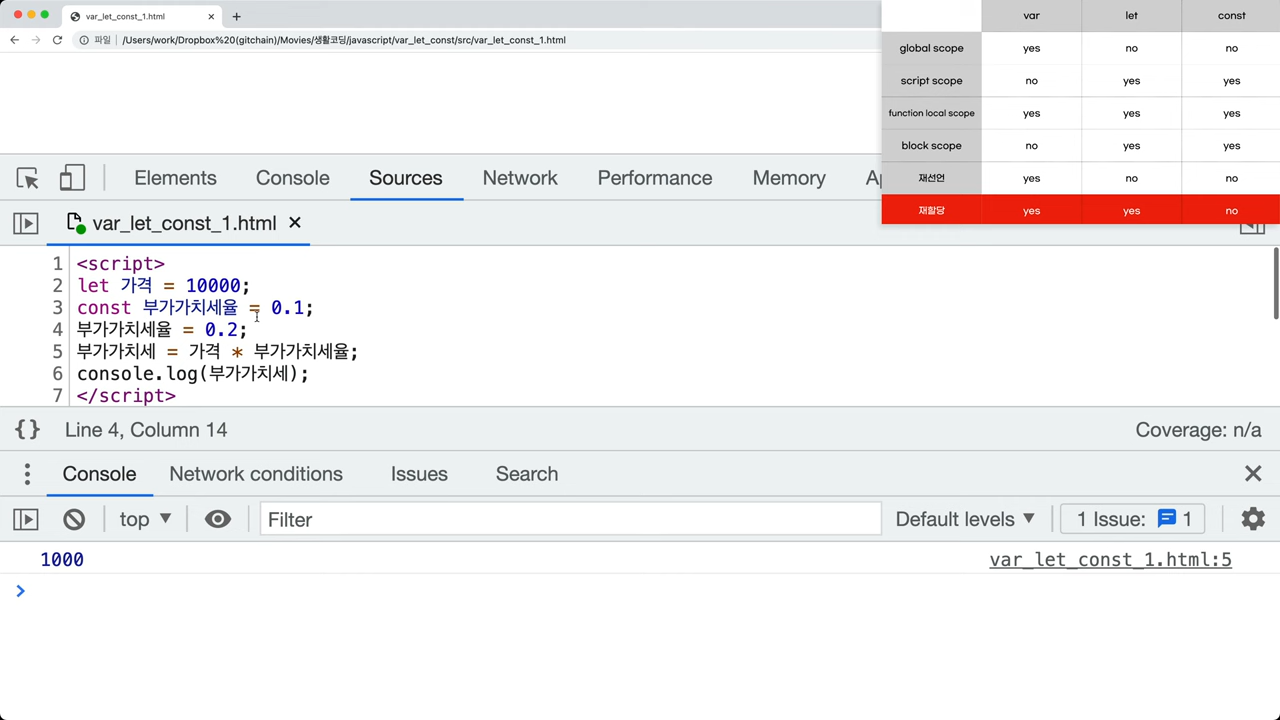 var_let_const_1.html
파일 /Users/work/Dropbox%20(gitchain)/Movies/생활코딩/javascript/var_let_const/src/var_let_const_1.html
var let const
global scope yes no no
script scope no yes yes
function local scope yes yes yes
block scope no yes yes
재선언 yes no no
재할당 yes yes no
Elements Console Sources Network Performance Memory
var_let_const_1.html
1 <script>
2 let 가격 = 10000;
3 const 부가가치세율 = 0.1;
4 부가가치세율 = 0.2;
5 부가가치세 = 가격 * 부가가치세율;
6 console.log(부가가치세);
7 </script>
{} Line 4, Column 14 Coverage: n/a
Console Network conditions Issues Search
top Filter Default levels 1 Issue: 1
1000 var_let_const_1.html:5